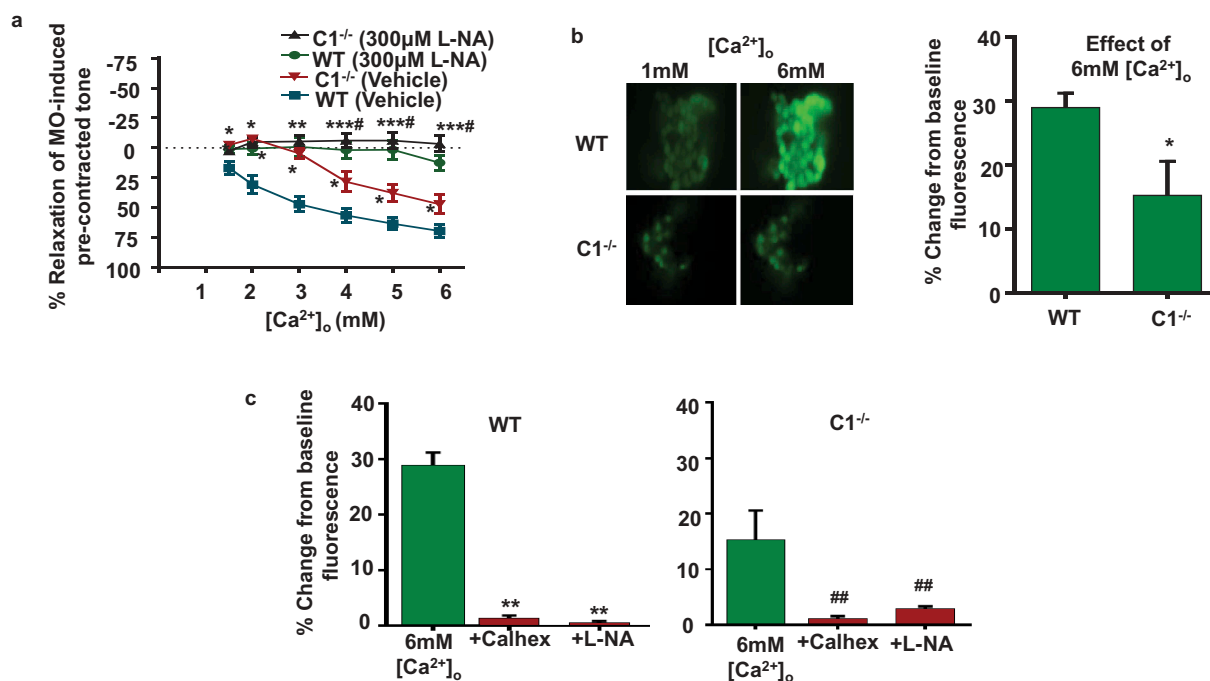 a
C1⁻/⁻ (300µM L-NA)
WT (300µM L-NA)
C1⁻/⁻ (Vehicle)
WT (Vehicle)
% Relaxation of MO-induced
pre-contracted tone
-75
-50
-25
0
25
50
75
100
* * ** ***# ***# ***#
* * * * *
1 2 3 4 5 6
[Ca²⁺]ₒ (mM)
b
[Ca²⁺]ₒ
1mM 6mM
WT
C1⁻/⁻
% Change from baseline
fluorescence
40
30
20
10
0
Effect of
6mM [Ca²⁺]ₒ
*
WT C1⁻/⁻
c
% Change from baseline
fluorescence
40
30
20
10
0
WT
** **
6mM +Calhex +L-NA
[Ca²⁺]ₒ
40
30
20
10
0
C1⁻/⁻
## ##
6mM +Calhex +L-NA
[Ca²⁺]ₒ